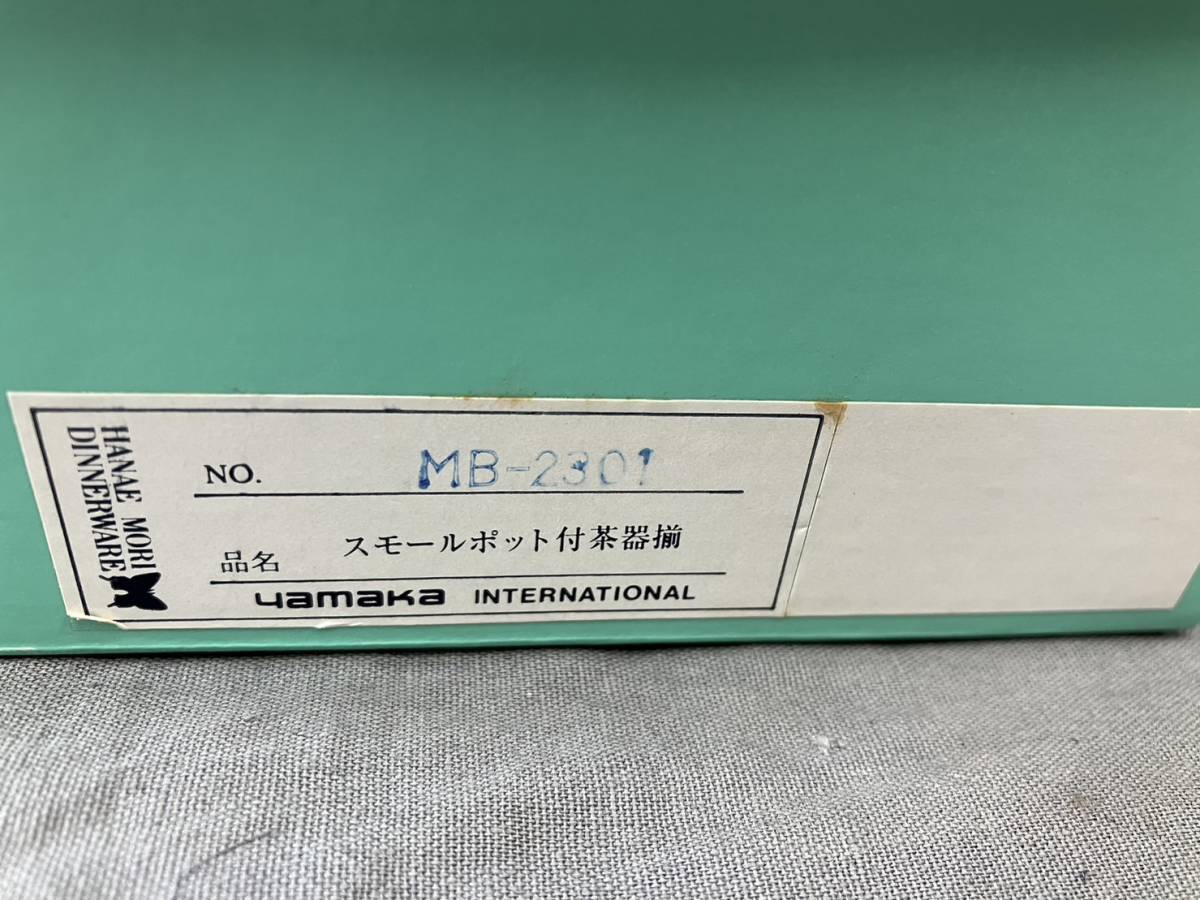 HANAE MORI
DINNERWARE
NO. MB-2301
品名 スモールポット付茶器揃
yamaka INTERNATIONAL